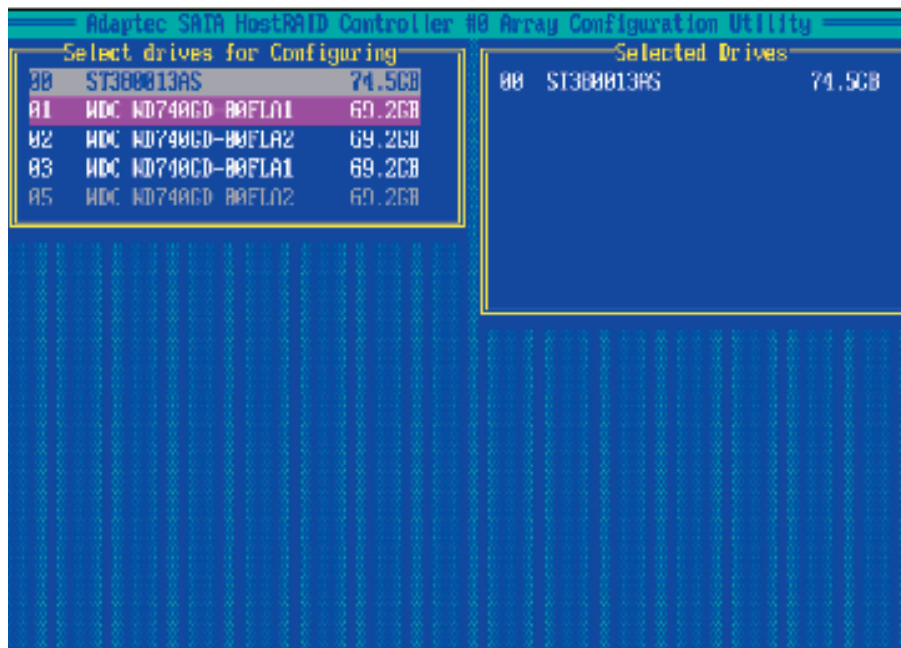 Adaptec SATA HostRAID Controller #0 Array Configuration Utility
Select drives for Configuring
00 ST380013AS 74.5GB
01 WDC WD740GD-00FLA1 69.2GB
02 WDC WD740GD-00FLA2 69.2GB
03 WDC WD740GD-00FLA1 69.2GB
05 WDC WD740GD-00FLA2 69.2GB
Selected Drives
00 ST380013AS 74.5GB